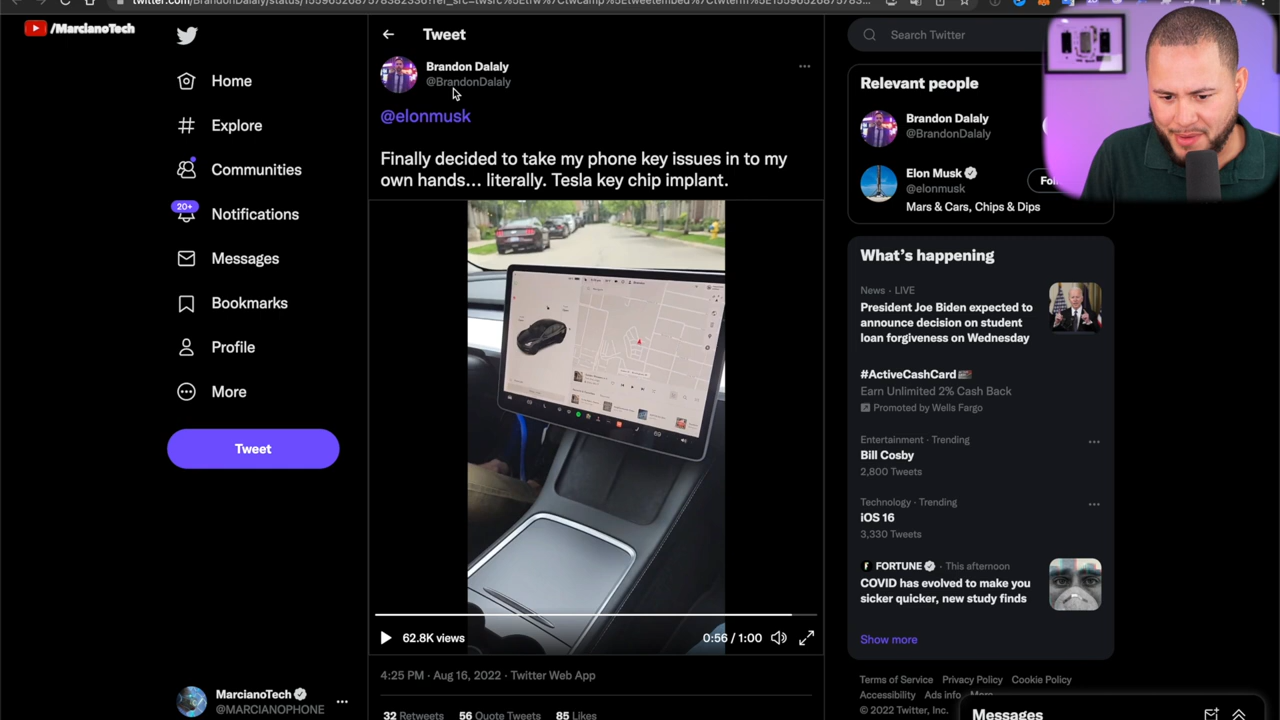 /MarcianoTech
Home
Explore
Communities
20+
Notifications
Messages
Bookmarks
Profile
More
Tweet
MarcianoTech
@MARCIANOPHONE
Tweet
Brandon Dalaly
@BrandonDalaly
@elonmusk
Finally decided to take my phone key issues in to my
own hands... literally. Tesla key chip implant.
62.8K views
0:56 / 1:00
4:25 PM · Aug 16, 2022 · Twitter Web App
32 Retweets 56 Quote Tweets 85 Likes
Search Twitter
Relevant people
Brandon Dalaly
@BrandonDalaly
Elon Musk
@elonmusk
Mars & Cars, Chips & Dips
What's happening
News · LIVE
President Joe Biden expected to
announce decision on student
loan forgiveness on Wednesday
#ActiveCashCard
Earn Unlimited 2% Cash Back
Promoted by Wells Fargo
Entertainment · Trending
Bill Cosby
2,800 Tweets
Technology · Trending
iOS 16
3,330 Tweets
FORTUNE · This afternoon
COVID has evolved to make you
sicker quicker, new study finds
Show more
Terms of Service Privacy Policy Cookie Policy
Accessibility Ads info More
© 2022 Twitter, Inc.
Messages